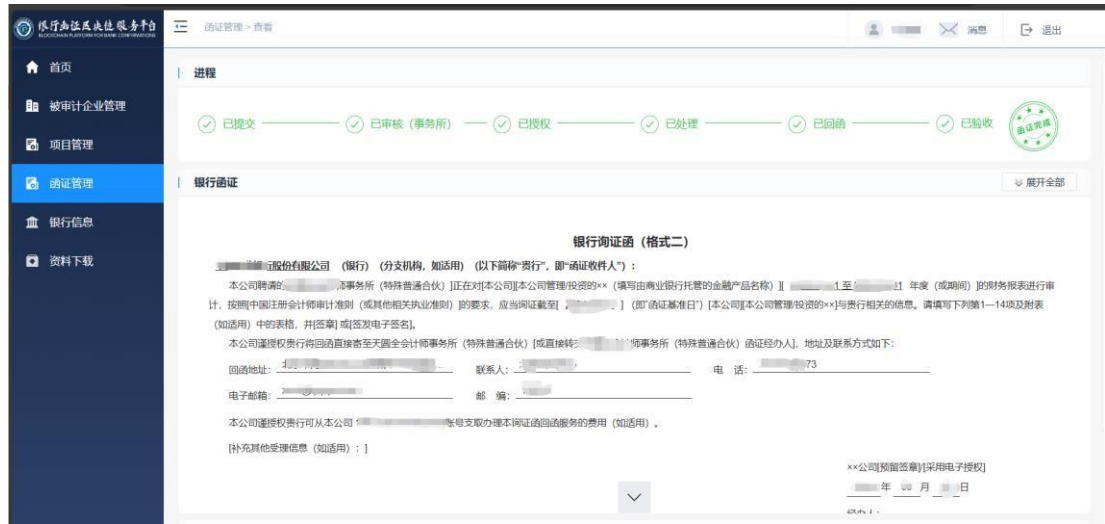 银行函证及区块链服务平台
BLOCKCHAIN PLATFORM FOR BANK CONFIRMATIONS
函证管理 > 查看
消息
退出
首页
被审计企业管理
项目管理
函证管理
银行信息
资料下载
进程
已提交
已审核（事务所）
已授权
已处理
已回函
已验收
函证完成
银行函证
展开全部
银行询证函（格式二）
股份有限公司 （银行）（分支机构，如适用）（以下简称“贵行”，即“函证收件人”）：
本公司聘请的 师事务所（特殊普通合伙）]正在对[本公司][本公司管理/投资的××（填写由商业银行托管的金融产品名称）][ 1 至 1 年度（或期间）]的财务报表进行审
计，按照[中国注册会计师审计准则（或其他相关执业准则）]的要求，应当询证截至[ ]（即“函证基准日”）[本公司][本公司管理/投资的××]与贵行相关的信息。请填写下列第1—14项及附表
（如适用）中的表格，并[签章] 或[签发电子签名]。
本公司谨授权贵行将回函直接寄至天圆全会计师事务所（特殊普通合伙）[或直接转 师事务所（特殊普通合伙）函证经办人]，地址及联系方式如下：
回函地址：
联系人：
电 话： 73
电子邮箱：
邮 编：
本公司谨授权贵行可从本公司 帐号支取办理本询证函回函服务的费用（如适用）。
[补充其他受理信息（如适用）：]
××公司[预留签章]/[采用电子授权]
年 月 日
经办人：